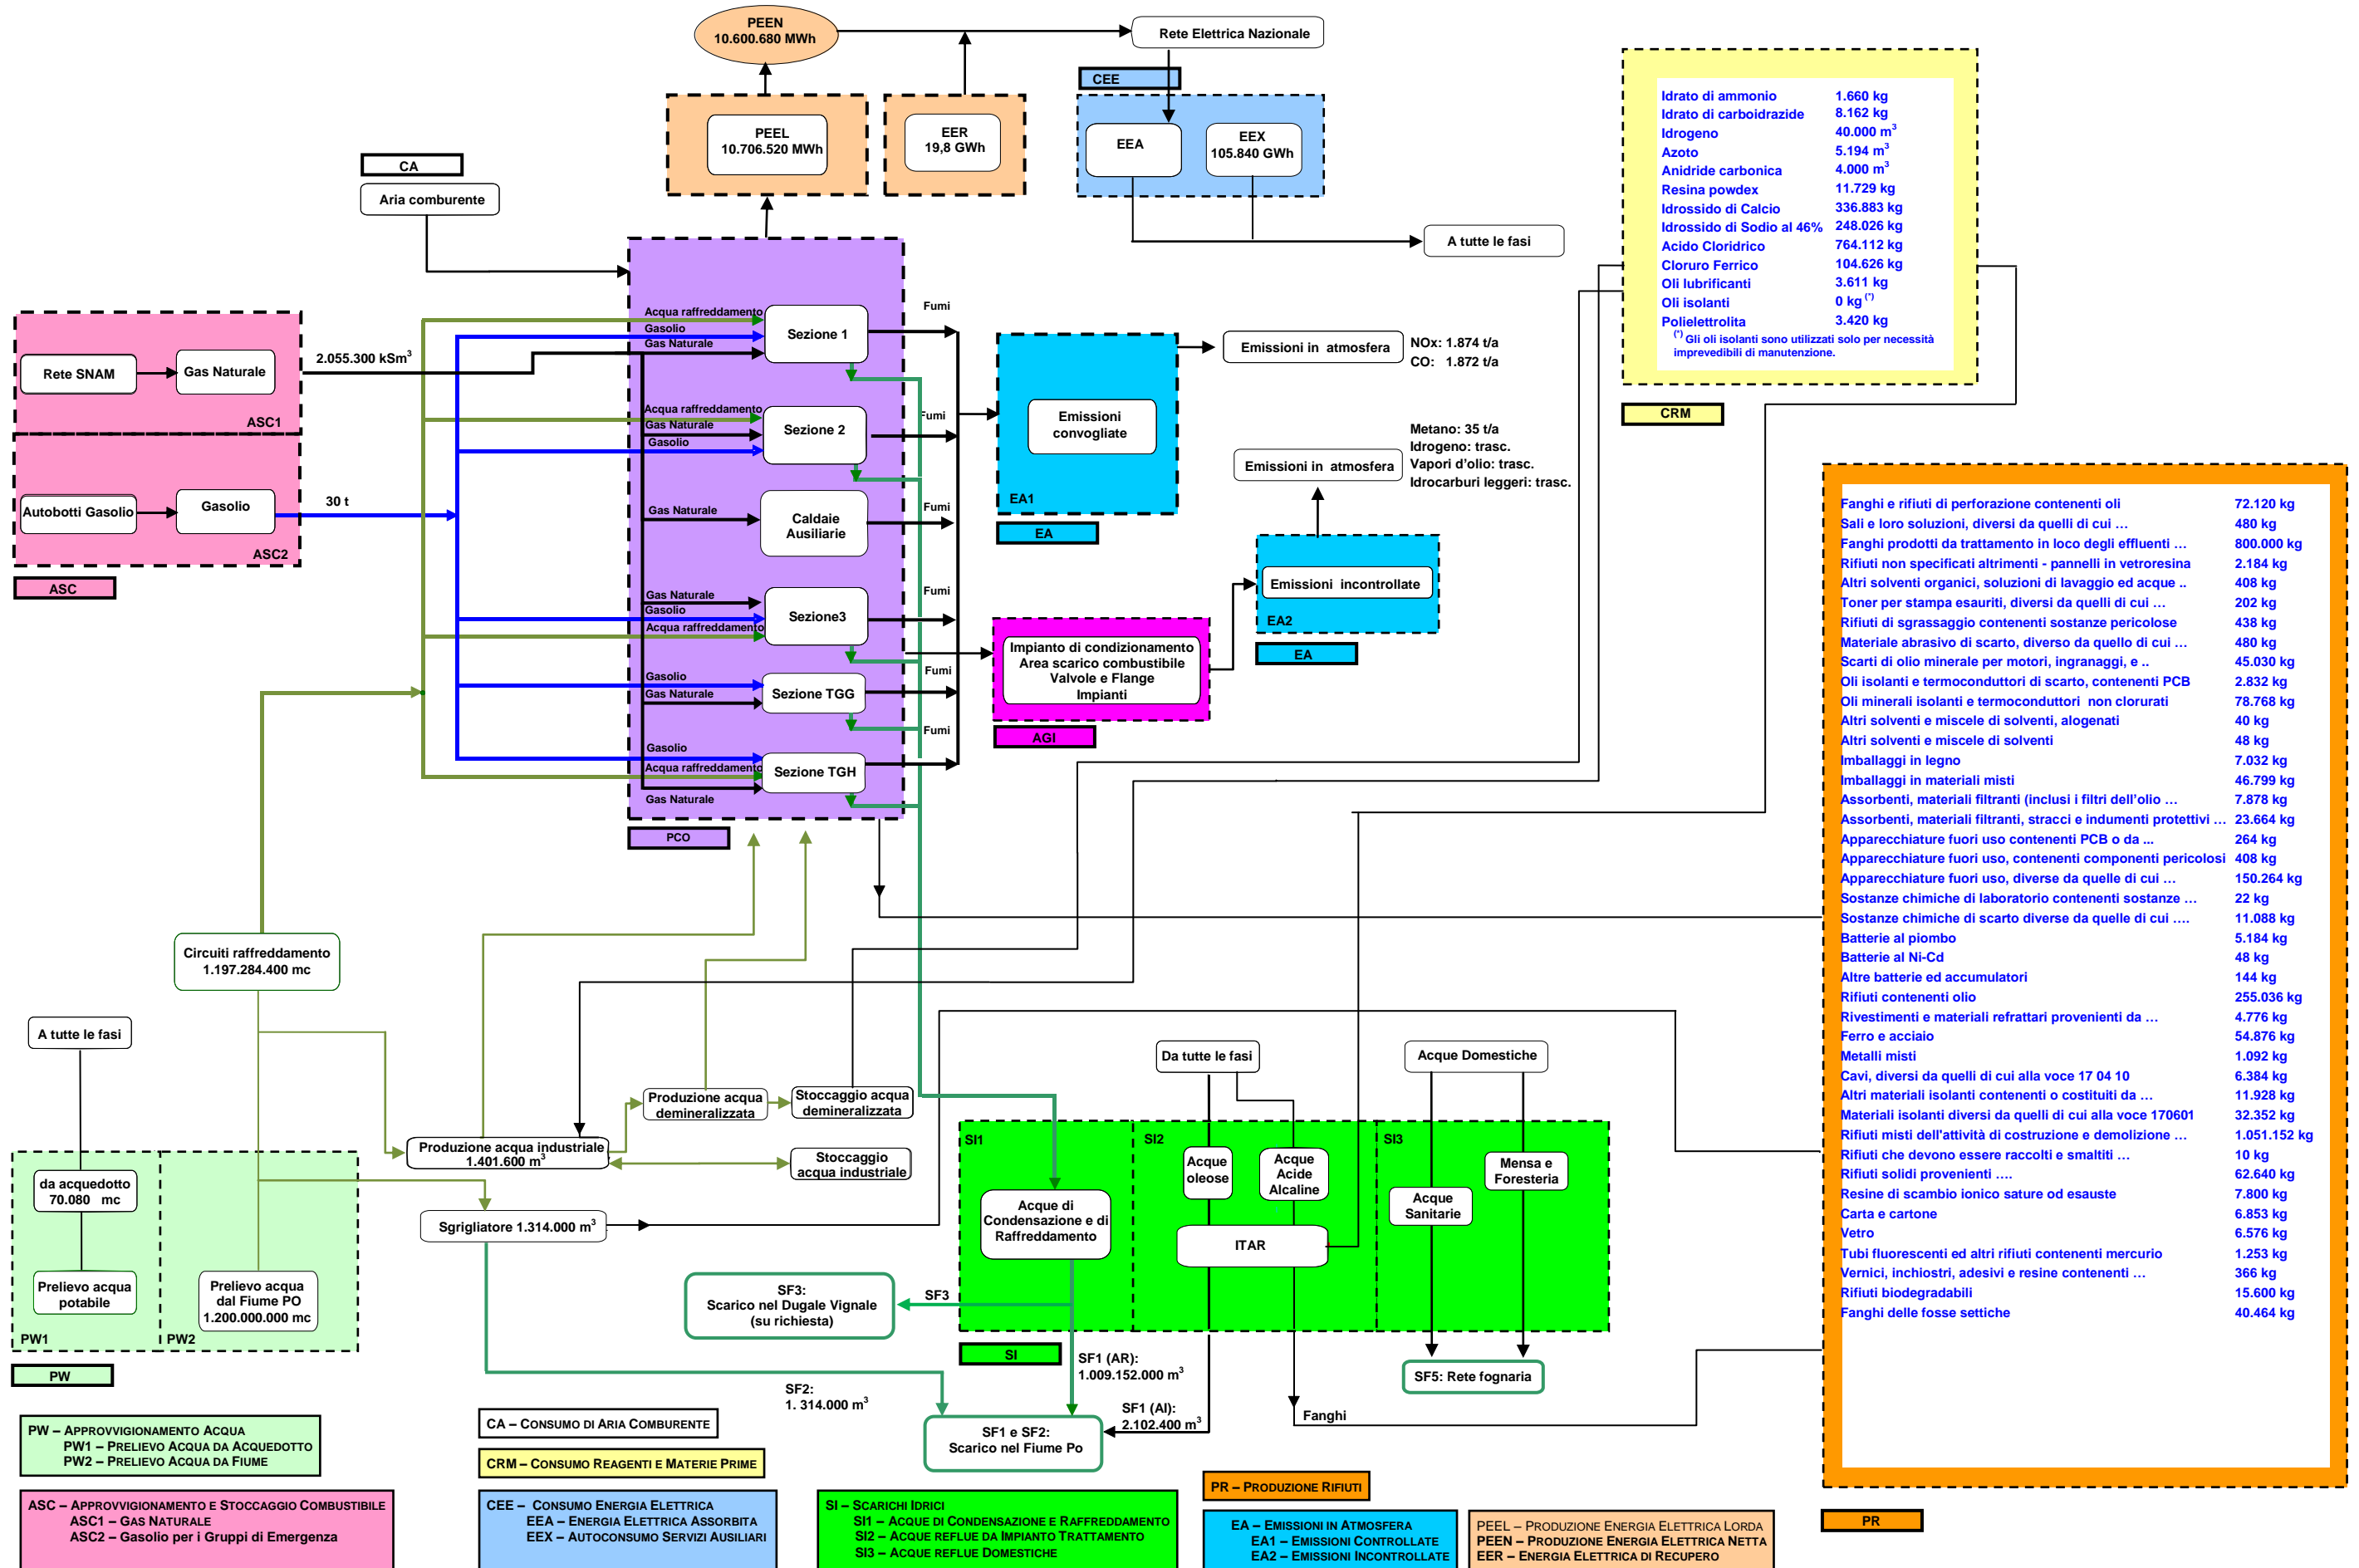 PEEN
10.600.680 MWh
Rete Elettrica Nazionale
CEE
PEEL
10.706.520 MWh
EER
19,8 GWh
EEA
EEX
105.840 GWh
A tutte le fasi
CA
Aria comburente
Idrato di ammonio 1.660 kg
Idrato di carboidrazide 8.162 kg
Idrogeno 40.000 m³
Azoto 5.194 m³
Anidride carbonica 4.000 m³
Resina powdex 11.729 kg
Idrossido di Calcio 336.883 kg
Idrossido di Sodio al 46% 248.026 kg
Acido Cloridrico 764.112 kg
Cloruro Ferrico 104.626 kg
Oli lubrificanti 3.611 kg
Oli isolanti 0 kg (*)
Polielettrolita 3.420 kg
(*) Gli oli isolanti sono utilizzati solo per necessità
imprevedibili di manutenzione.
CRM
Rete SNAM
Gas Naturale
ASC1
2.055.300 kSm³
Autobotti Gasolio
Gasolio
ASC2
30 t
ASC
Acqua raffreddamento
Gasolio
Gas Naturale
Sezione 1
Fumi
Acqua raffreddamento
Gas Naturale
Gasolio
Sezione 2
Fumi
Gas Naturale
Caldaie
Ausiliarie
Fumi
Gas Naturale
Gasolio
Acqua raffreddamento
Sezione3
Fumi
Gasolio
Gas Naturale
Sezione TGG
Fumi
Gasolio
Acqua raffreddamento
Gas Naturale
Sezione TGH
Fumi
PCO
Emissioni
convogliate
EA1
EA
Emissioni in atmosfera
NOx: 1.874 t/a
CO: 1.872 t/a
Emissioni in atmosfera
Metano: 35 t/a
Idrogeno: trasc.
Vapori d'olio: trasc.
Idrocarburi leggeri: trasc.
Emissioni incontrollate
EA2
EA
Impianto di condizionamento
Area scarico combustibile
Valvole e Flange
Impianti
AGI
Fanghi e rifiuti di perforazione contenenti oli 72.120 kg
Sali e loro soluzioni, diversi da quelli di cui … 480 kg
Fanghi prodotti da trattamento in loco degli effluenti … 800.000 kg
Rifiuti non specificati altrimenti - pannelli in vetroresina 2.184 kg
Altri solventi organici, soluzioni di lavaggio ed acque .. 408 kg
Toner per stampa esauriti, diversi da quelli di cui … 202 kg
Rifiuti di sgrassaggio contenenti sostanze pericolose 438 kg
Materiale abrasivo di scarto, diverso da quello di cui … 480 kg
Scarti di olio minerale per motori, ingranaggi, e .. 45.030 kg
Oli isolanti e termoconduttori di scarto, contenenti PCB 2.832 kg
Oli minerali isolanti e termoconduttori non clorurati 78.768 kg
Altri solventi e miscele di solventi, alogenati 40 kg
Altri solventi e miscele di solventi 48 kg
Imballaggi in legno 7.032 kg
Imballaggi in materiali misti 46.799 kg
Assorbenti, materiali filtranti (inclusi i filtri dell'olio … 7.878 kg
Assorbenti, materiali filtranti, stracci e indumenti protettivi … 23.664 kg
Apparecchiature fuori uso contenenti PCB o da ... 264 kg
Apparecchiature fuori uso, contenenti componenti pericolosi 408 kg
Apparecchiature fuori uso, diverse da quelle di cui … 150.264 kg
Sostanze chimiche di laboratorio contenenti sostanze … 22 kg
Sostanze chimiche di scarto diverse da quelle di cui …. 11.088 kg
Batterie al piombo 5.184 kg
Batterie al Ni-Cd 48 kg
Altre batterie ed accumulatori 144 kg
Rifiuti contenenti olio 255.036 kg
Rivestimenti e materiali refrattari provenienti da … 4.776 kg
Ferro e acciaio 54.876 kg
Metalli misti 1.092 kg
Cavi, diversi da quelli di cui alla voce 17 04 10 6.384 kg
Altri materiali isolanti contenenti o costituiti da … 11.928 kg
Materiali isolanti diversi da quelli di cui alla voce 170601 32.352 kg
Rifiuti misti dell'attività di costruzione e demolizione … 1.051.152 kg
Rifiuti che devono essere raccolti e smaltiti … 10 kg
Rifiuti solidi provenienti …. 62.640 kg
Resine di scambio ionico sature od esauste 7.800 kg
Carta e cartone 6.853 kg
Vetro 6.576 kg
Tubi fluorescenti ed altri rifiuti contenenti mercurio 1.253 kg
Vernici, inchiostri, adesivi e resine contenenti … 366 kg
Rifiuti biodegradabili 15.600 kg
Fanghi delle fosse settiche 40.464 kg
PR
Circuiti raffreddamento
1.197.284.400 mc
A tutte le fasi
da acquedotto
70.080 mc
Prelievo acqua
potabile
PW1
Prelievo acqua
dal Fiume PO
1.200.000.000 mc
PW2
PW
Produzione acqua industriale
1.401.600 m³
Produzione acqua
demineralizzata
Stoccaggio acqua
demineralizzata
Stoccaggio
acqua industriale
Sgrigliatore 1.314.000 m³
Da tutte le fasi
Acque Domestiche
SI1
Acque di
Condensazione e di
Raffreddamento
SI2
Acque
oleose
Acque
Acide
Alcaline
ITAR
SI3
Acque
Sanitarie
Mensa e
Foresteria
SI
SF3:
Scarico nel Dugale Vignale
(su richiesta)
SF3
SF1 (AR):
1.009.152.000 m³
SF2:
1. 314.000 m³
SF1 (AI):
2.102.400 m³
SF1 e SF2:
Scarico nel Fiume Po
SF5: Rete fognaria
Fanghi
PW – APPROVVIGIONAMENTO ACQUA
PW1 – PRELIEVO ACQUA DA ACQUEDOTTO
PW2 – PRELIEVO ACQUA DA FIUME
ASC – APPROVVIGIONAMENTO E STOCCAGGIO COMBUSTIBILE
ASC1 – GAS NATURALE
ASC2 – Gasolio per i Gruppi di Emergenza
CA – CONSUMO DI ARIA COMBURENTE
CRM – CONSUMO REAGENTI E MATERIE PRIME
CEE – CONSUMO ENERGIA ELETTRICA
EEA – ENERGIA ELETTRICA ASSORBITA
EEX – AUTOCONSUMO SERVIZI AUSILIARI
SI – SCARICHI IDRICI
SI1 – ACQUE DI CONDENSAZIONE E RAFFREDDAMENTO
SI2 – ACQUE REFLUE DA IMPIANTO TRATTAMENTO
SI3 – ACQUE REFLUE DOMESTICHE
PR – PRODUZIONE RIFIUTI
EA – EMISSIONI IN ATMOSFERA
EA1 – EMISSIONI CONTROLLATE
EA2 – EMISSIONI INCONTROLLATE
PEEL – PRODUZIONE ENERGIA ELETTRICA LORDA
PEEN – PRODUZIONE ENERGIA ELETTRICA NETTA
EER – ENERGIA ELETTRICA DI RECUPERO